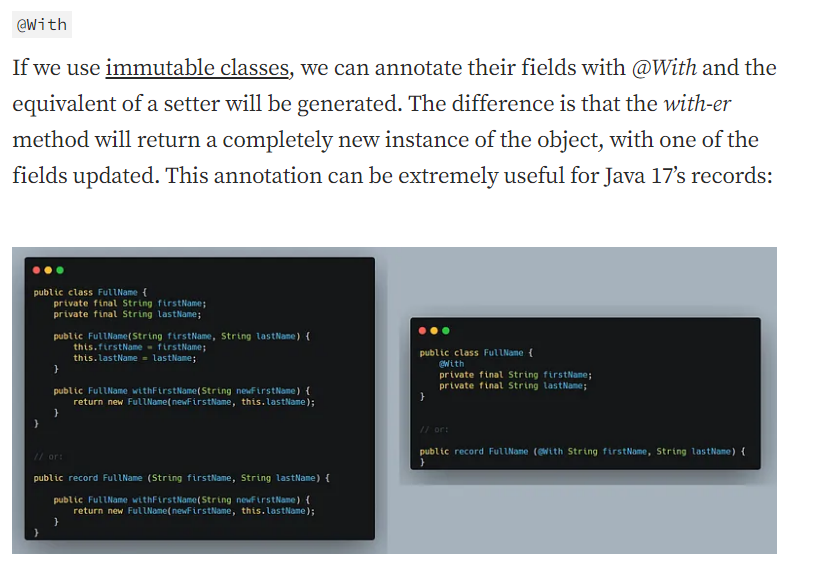 @With
If we use immutable classes, we can annotate their fields with @With and the
equivalent of a setter will be generated. The difference is that the with-er
method will return a completely new instance of the object, with one of the
fields updated. This annotation can be extremely useful for Java 17’s records:
public class FullName {
    private final String firstName;
    private final String lastName;
    public FullName(String firstName, String lastName) {
        this.firstName = firstName;
        this.lastName = lastName;
    }
    public FullName withFirstName(String newFirstName) {
        return new FullName(newFirstName, this.lastName);
    }
}
// or:
public record FullName (String firstName, String lastName) {
    public FullName withFirstName(String newFirstName) {
        return new FullName(newFirstName, this.lastName);
    }
}
public class FullName {
    @With
    private final String firstName;
    private final String lastName;
}
// or:
public record FullName (@With String firstName, String lastName) {
}